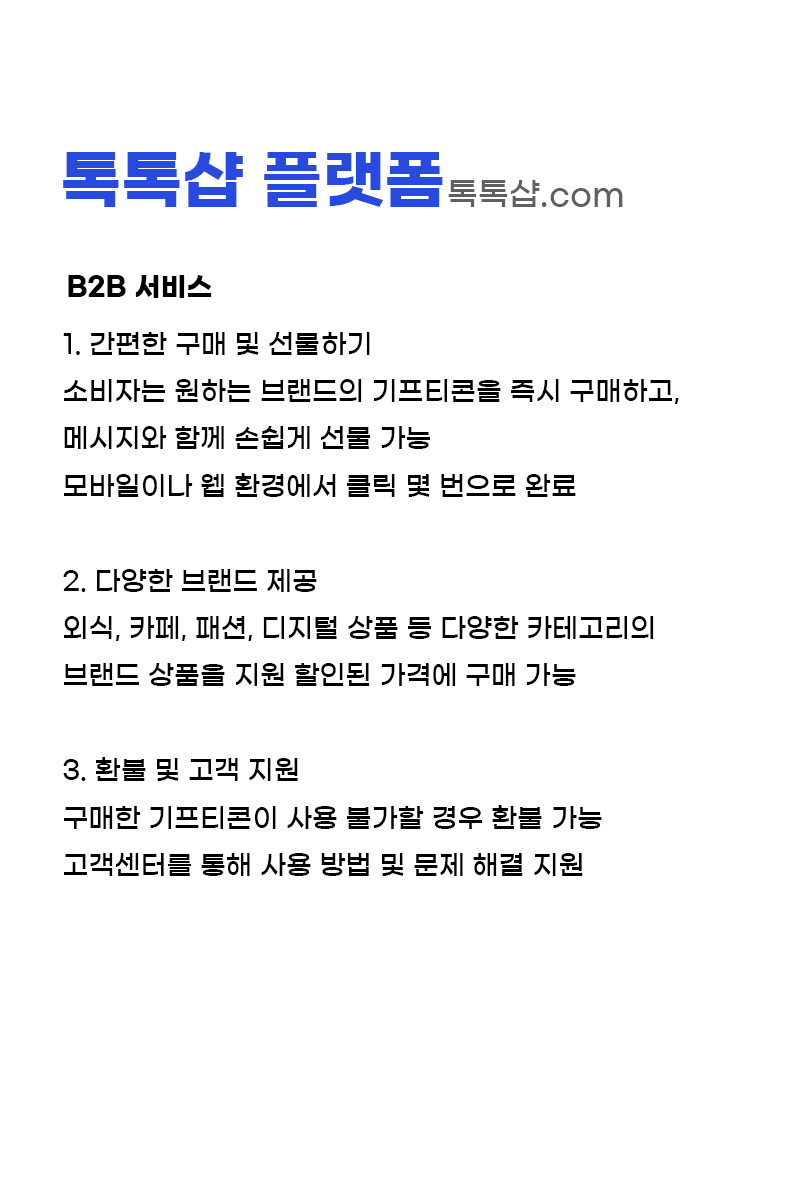 톡톡샵 플랫폼 톡톡샵.com
B2B 서비스
1. 간편한 구매 및 선물하기
소비자는 원하는 브랜드의 기프티콘을 즉시 구매하고,
메시지와 함께 손쉽게 선물 가능
모바일이나 웹 환경에서 클릭 몇 번으로 완료
2. 다양한 브랜드 제공
외식, 카페, 패션, 디지털 상품 등 다양한 카테고리의
브랜드 상품을 지원 할인된 가격에 구매 가능
3. 환불 및 고객 지원
구매한 기프티콘이 사용 불가할 경우 환불 가능
고객센터를 통해 사용 방법 및 문제 해결 지원